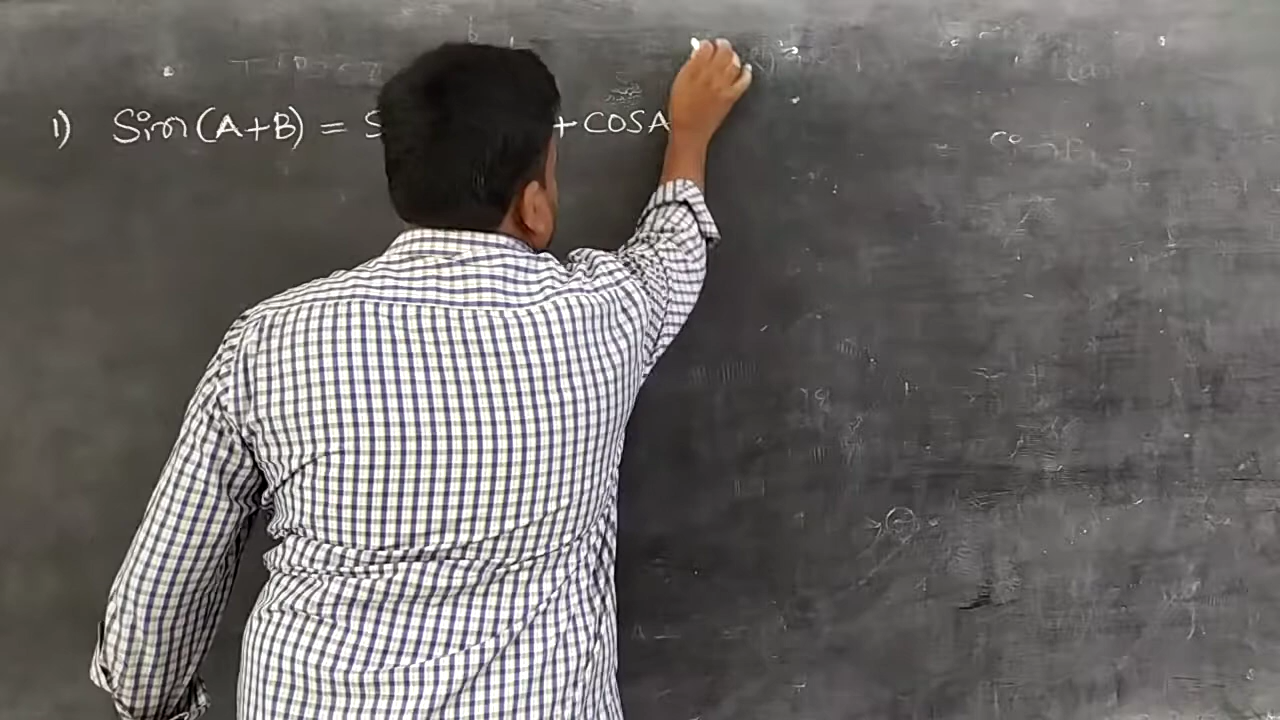 1) Sin(A+B) = S + COSA